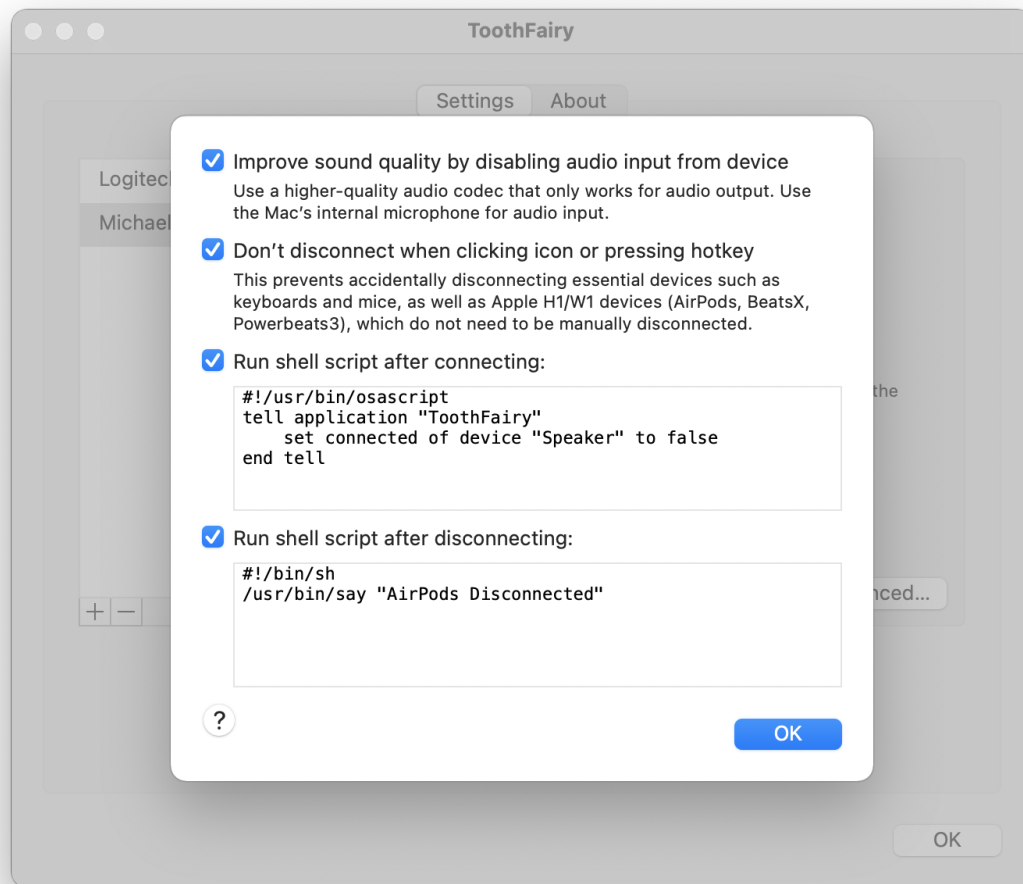 ToothFairy
Settings
About
Improve sound quality by disabling audio input from device
Use a higher-quality audio codec that only works for audio output. Use
the Mac’s internal microphone for audio input.
Don’t disconnect when clicking icon or pressing hotkey
This prevents accidentally disconnecting essential devices such as
keyboards and mice, as well as Apple H1/W1 devices (AirPods, BeatsX,
Powerbeats3), which do not need to be manually disconnected.
Run shell script after connecting:
#!/usr/bin/osascript
tell application "ToothFairy"
    set connected of device "Speaker" to false
end tell
Run shell script after disconnecting:
#!/bin/sh
/usr/bin/say "AirPods Disconnected"
?
OK
Michael
the
OK